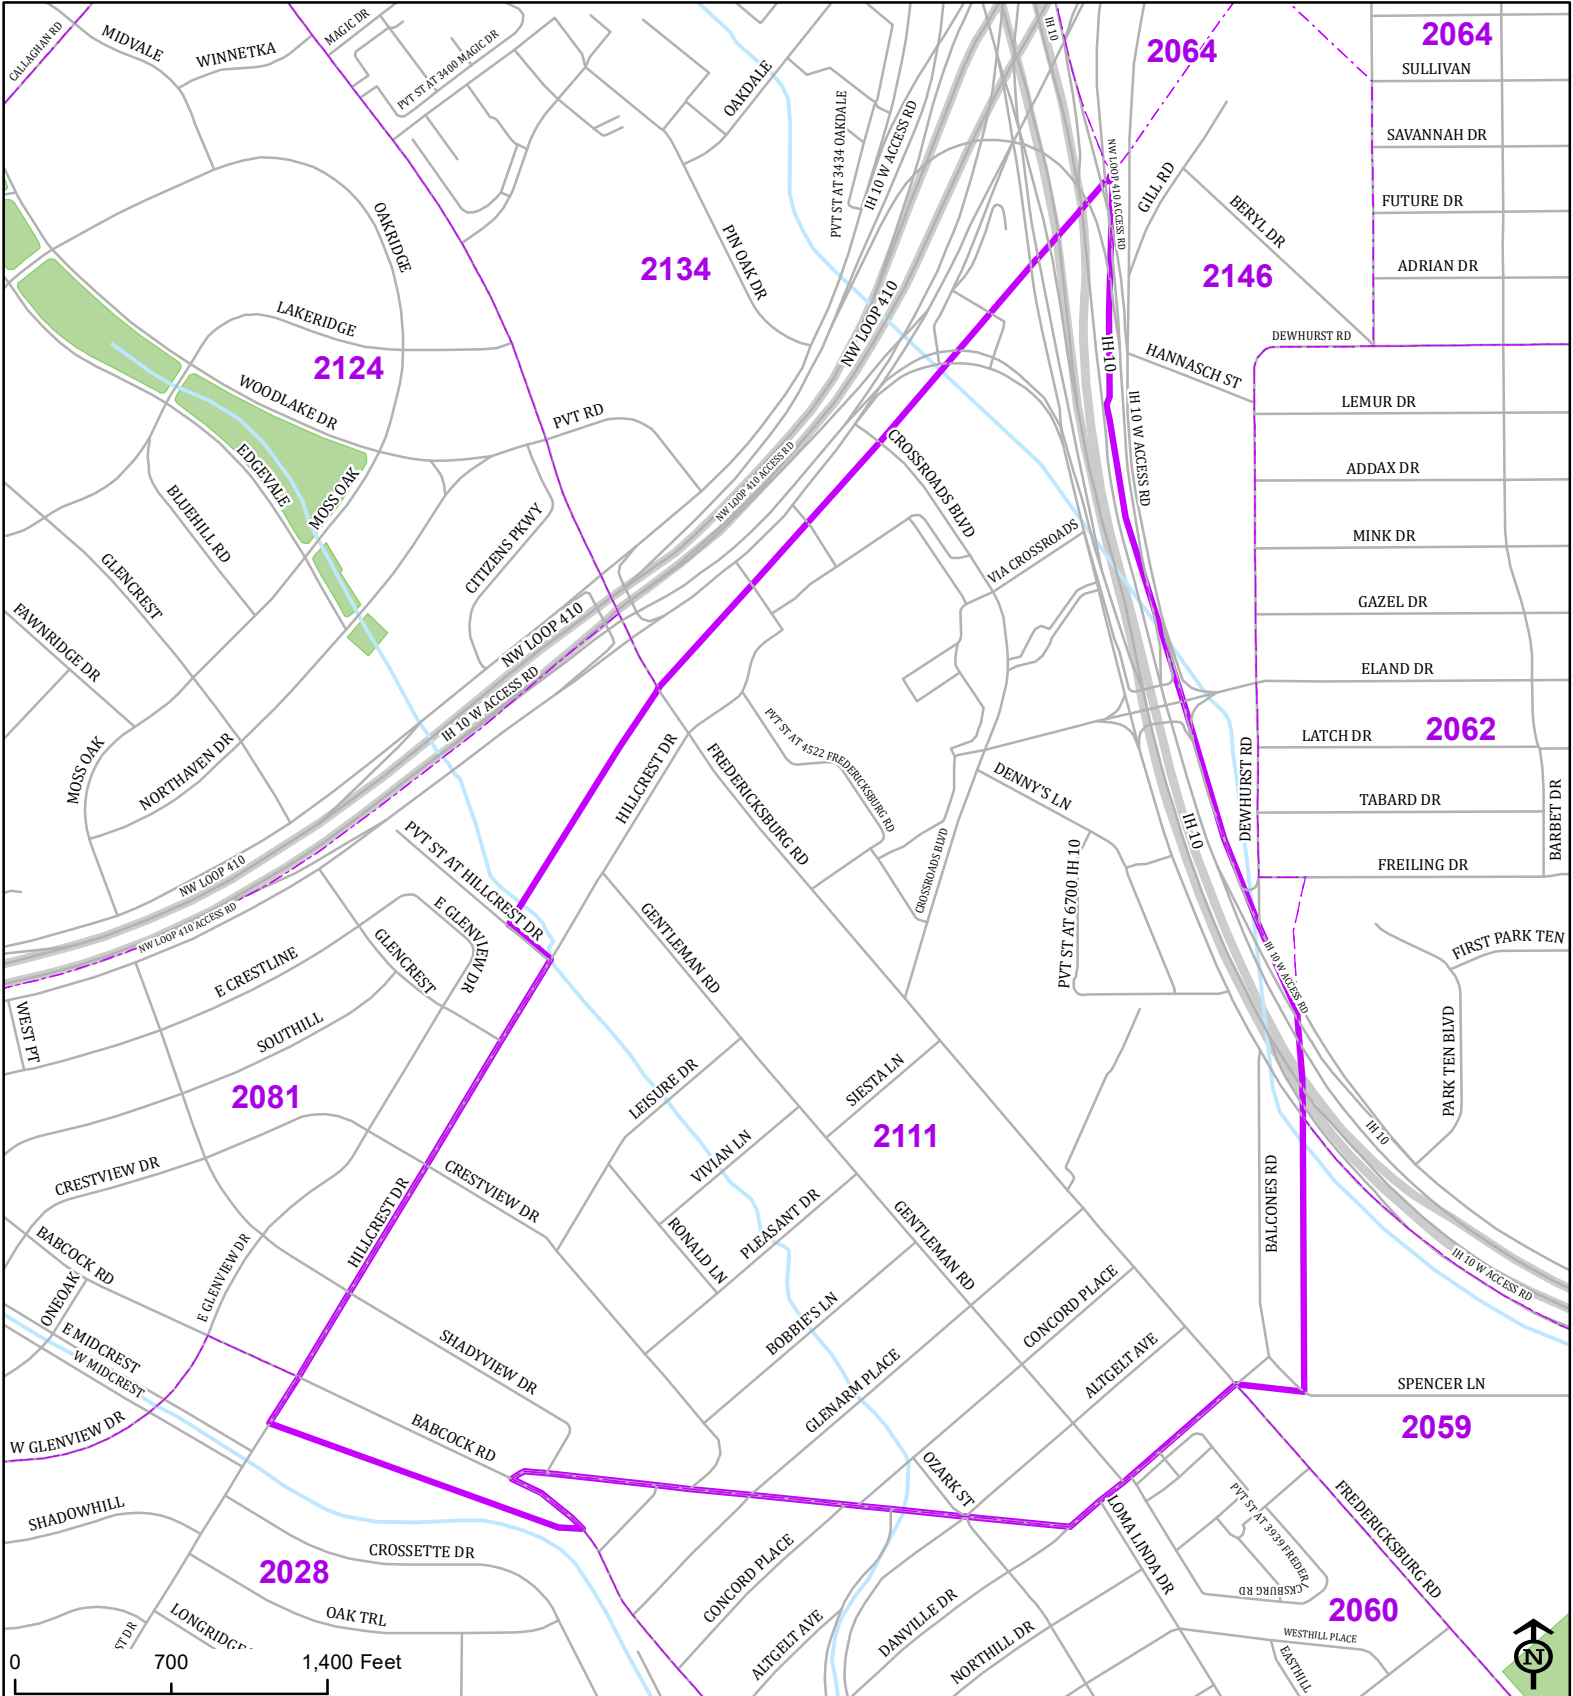 CALLAGHAN RD
MIDVALE
WINNETKA
MAGIC DR
PVT ST AT 3400 MAGIC DR
OAKDALE
PVT ST AT 3434 OAKDALE
IH 10 W ACCESS RD
IH 10
2064
2064
SULLIVAN
SAVANNAH DR
NW LOOP 410 ACCESS RD
GILL RD
BERYL DR
FUTURE DR
OAKRIDGE
PIN OAK DR
2134
2146
ADRIAN DR
LAKERIDGE
NW LOOP 410
DEWHURST RD
2124
IH 10
HANNASCH ST
WOODLAKE DR
PVT RD
IH 10 W ACCESS RD
LEMUR DR
EDGEVALE
MOSS OAK
BLUEHILL RD
CITIZENS PKWY
NW LOOP 410 ACCESS RD
CROSSROADS BLVD
ADDAX DR
MINK DR
GLENCREST
VIA CROSSROADS
GAZEL DR
FAWNRIDGE DR
NW LOOP 410
IH 10 W ACCESS RD
ELAND DR
MOSS OAK
NORTHAVEN DR
HILLCREST DR
FREDERICKSBURG RD
PVT ST AT 4522 FREDERICKSBURG RD
LATCH DR
2062
DENNY'S LN
DEWHURST RD
TABARD DR
BARBET DR
NW LOOP 410
PVT ST AT HILLCREST DR
CROSSROADS BLVD
IH 10
FREILING DR
NW LOOP 410 ACCESS RD
E GLENVIEW DR
GLENCREST
GENTLEMAN RD
PVT ST AT 6700 IH 10
FIRST PARK TEN
E CRESTLINE
IH 10 W ACCESS RD
WEST PT
SOUTHILL
LEISURE DR
SIESTA LN
PARK TEN BLVD
2081
2111
VIVIAN LN
IH 10
CRESTVIEW DR
CRESTVIEW DR
HILLCREST DR
RONALD LN
PLEASANT DR
GENTLEMAN RD
BALCONES RD
BABCOCK RD
ONEOAK
E GLENVIEW DR
IH 10 W ACCESS RD
E MIDCREST
W MIDCREST
BOBBIE'S LN
CONCORD PLACE
SHADYVIEW DR
GLENARM PLACE
ALTGELT AVE
SPENCER LN
W GLENVIEW DR
BABCOCK RD
2059
OZARK ST
SHADOWHILL
LOMA LINDA DR
PVT ST AT 3939 FREDERICKSBURG RD
FREDERICKSBURG RD
CROSSETTE DR
2028
CONCORD PLACE
LONGRIDGE
OAK TRL
ST DR
ALTGELT AVE
DANVILLE DR
NORTHILL DR
2060
WESTHILL PLACE
EASTHILL
0 700 1,400 Feet
N